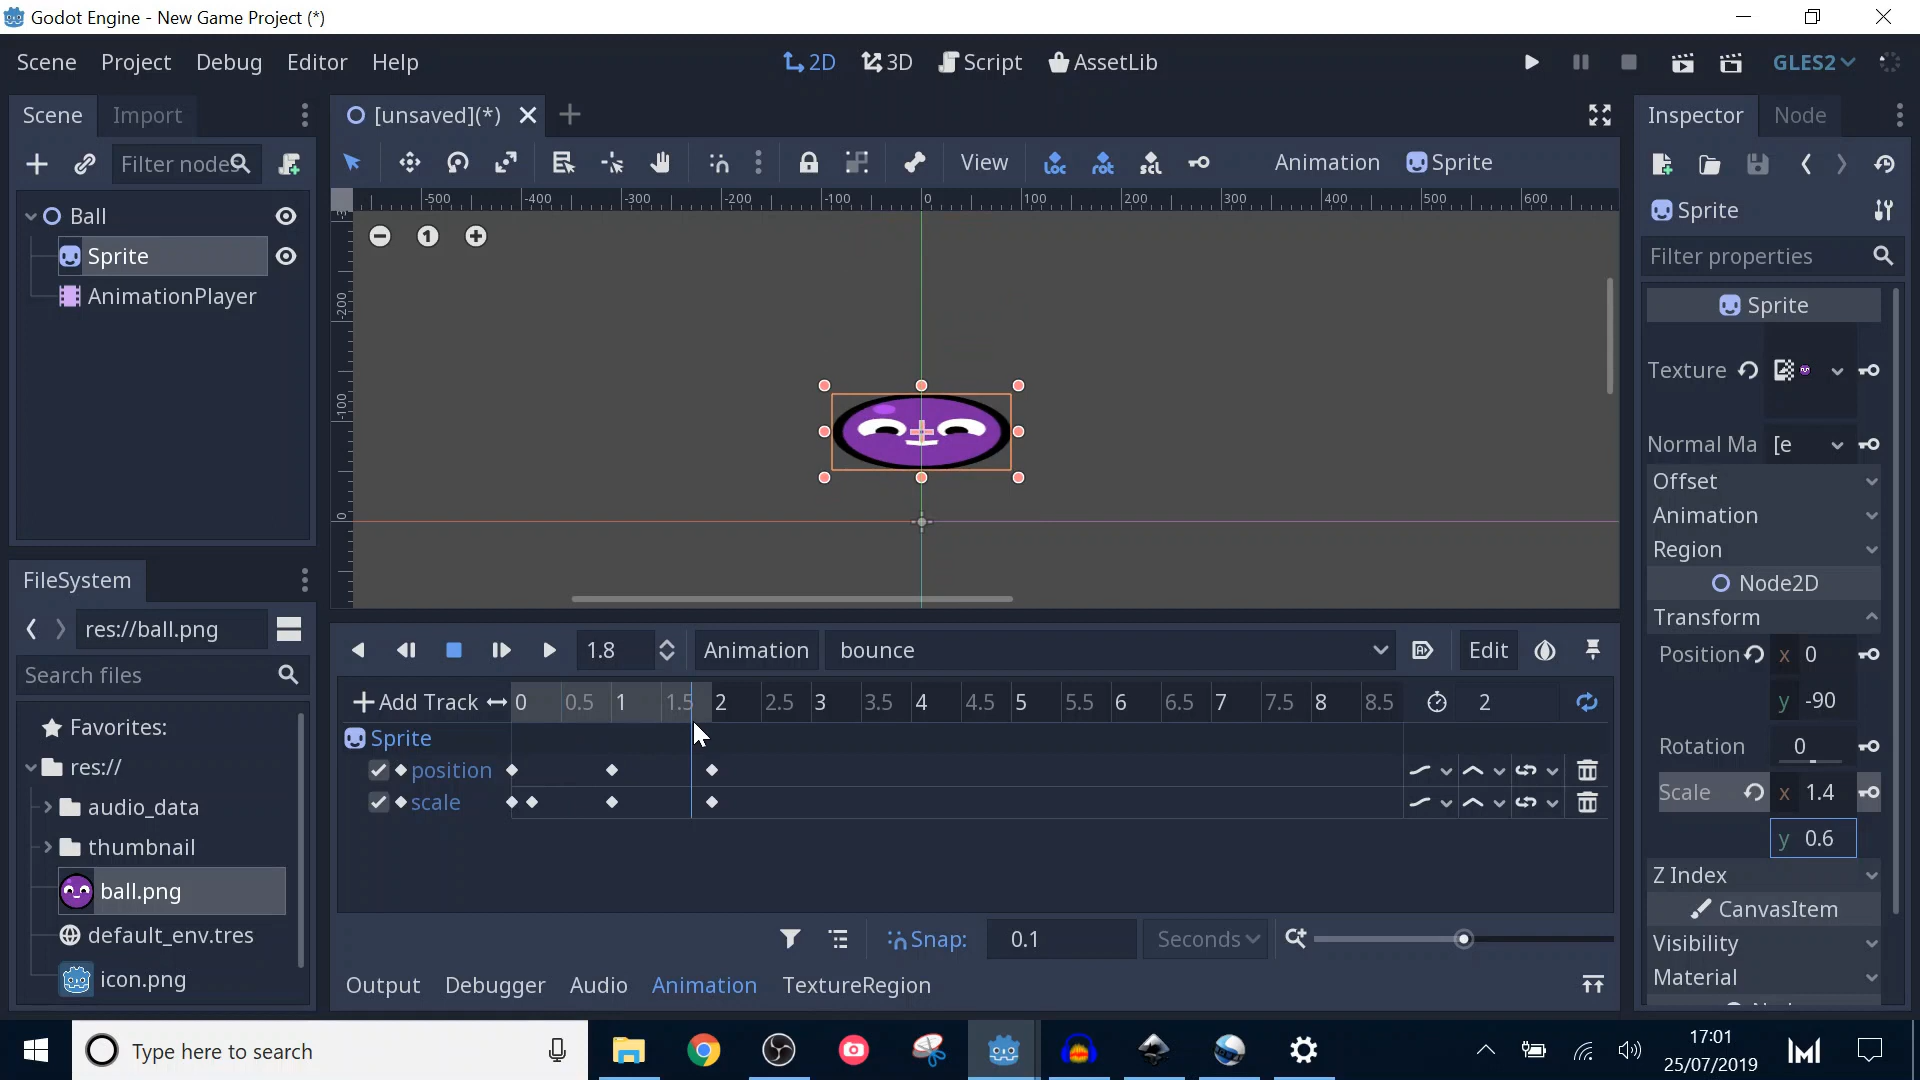 Godot Engine - New Game Project (*)
Scene Project Debug Editor Help
2D 3D Script AssetLib
GLES2
Scene Import
[unsaved](*)
Inspector Node
Filter nodes
View
Animation Sprite
Ball
Sprite
AnimationPlayer
-500 -400 -300 -200 -100 0 100 200 300 400 500 600
-200
-100
0
1
Sprite
Filter properties
Sprite
Texture
Normal Ma [e
Offset
Animation
Region
Node2D
Transform
Position x 0
y -90
Rotation 0
Scale x 1.4
y 0.6
Z Index
CanvasItem
Visibility
Material
FileSystem
res://ball.png
Search files
Favorites:
res://
audio_data
thumbnail
ball.png
default_env.tres
icon.png
1.8 Animation bounce Edit
Add Track 0 0.5 1 1.5 2 2.5 3 3.5 4 4.5 5 5.5 6 6.5 7 7.5 8 8.5 2
Sprite
position
scale
Snap: 0.1 Seconds
Output Debugger Audio Animation TextureRegion
Type here to search
17:01
25/07/2019